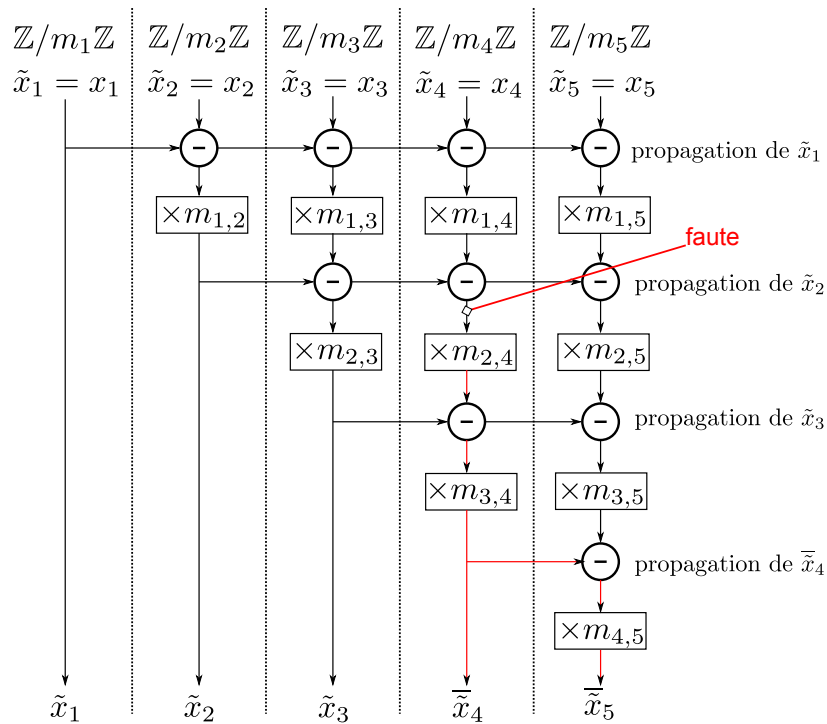 ℤ/m₁ℤ ℤ/m₂ℤ ℤ/m₃ℤ ℤ/m₄ℤ ℤ/m₅ℤ
x̃₁ = x₁ x̃₂ = x₂ x̃₃ = x₃ x̃₄ = x₄ x̃₅ = x₅
− − − − propagation de x̃₁
×m₁,₂ ×m₁,₃ ×m₁,₄ ×m₁,₅
faute
− − − propagation de x̃₂
×m₂,₃ ×m₂,₄ ×m₂,₅
− − propagation de x̃₃
×m₃,₄ ×m₃,₅
− propagation de x̃̅₄
×m₄,₅
x̃₁ x̃₂ x̃₃ x̃̅₄ x̃̅₅